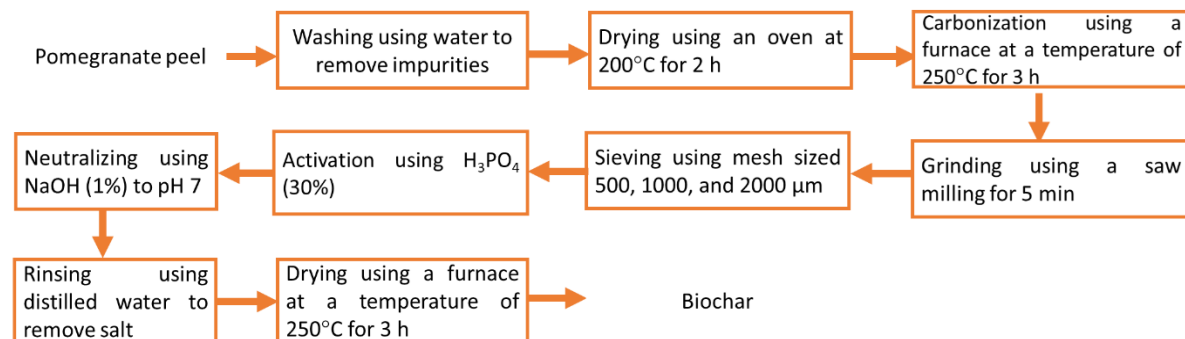 Pomegranate peel
Washing using water to
remove impurities
Drying using an oven at
200°C for 2 h
Carbonization using a
furnace at a temperature of
250°C for 3 h
Grinding using a saw
milling for 5 min
Sieving using mesh sized
500, 1000, and 2000 µm
Activation using H₃PO₄
(30%)
Neutralizing using
NaOH (1%) to pH 7
Rinsing using
distilled water to
remove salt
Drying using a furnace
at a temperature of
250°C for 3 h
Biochar